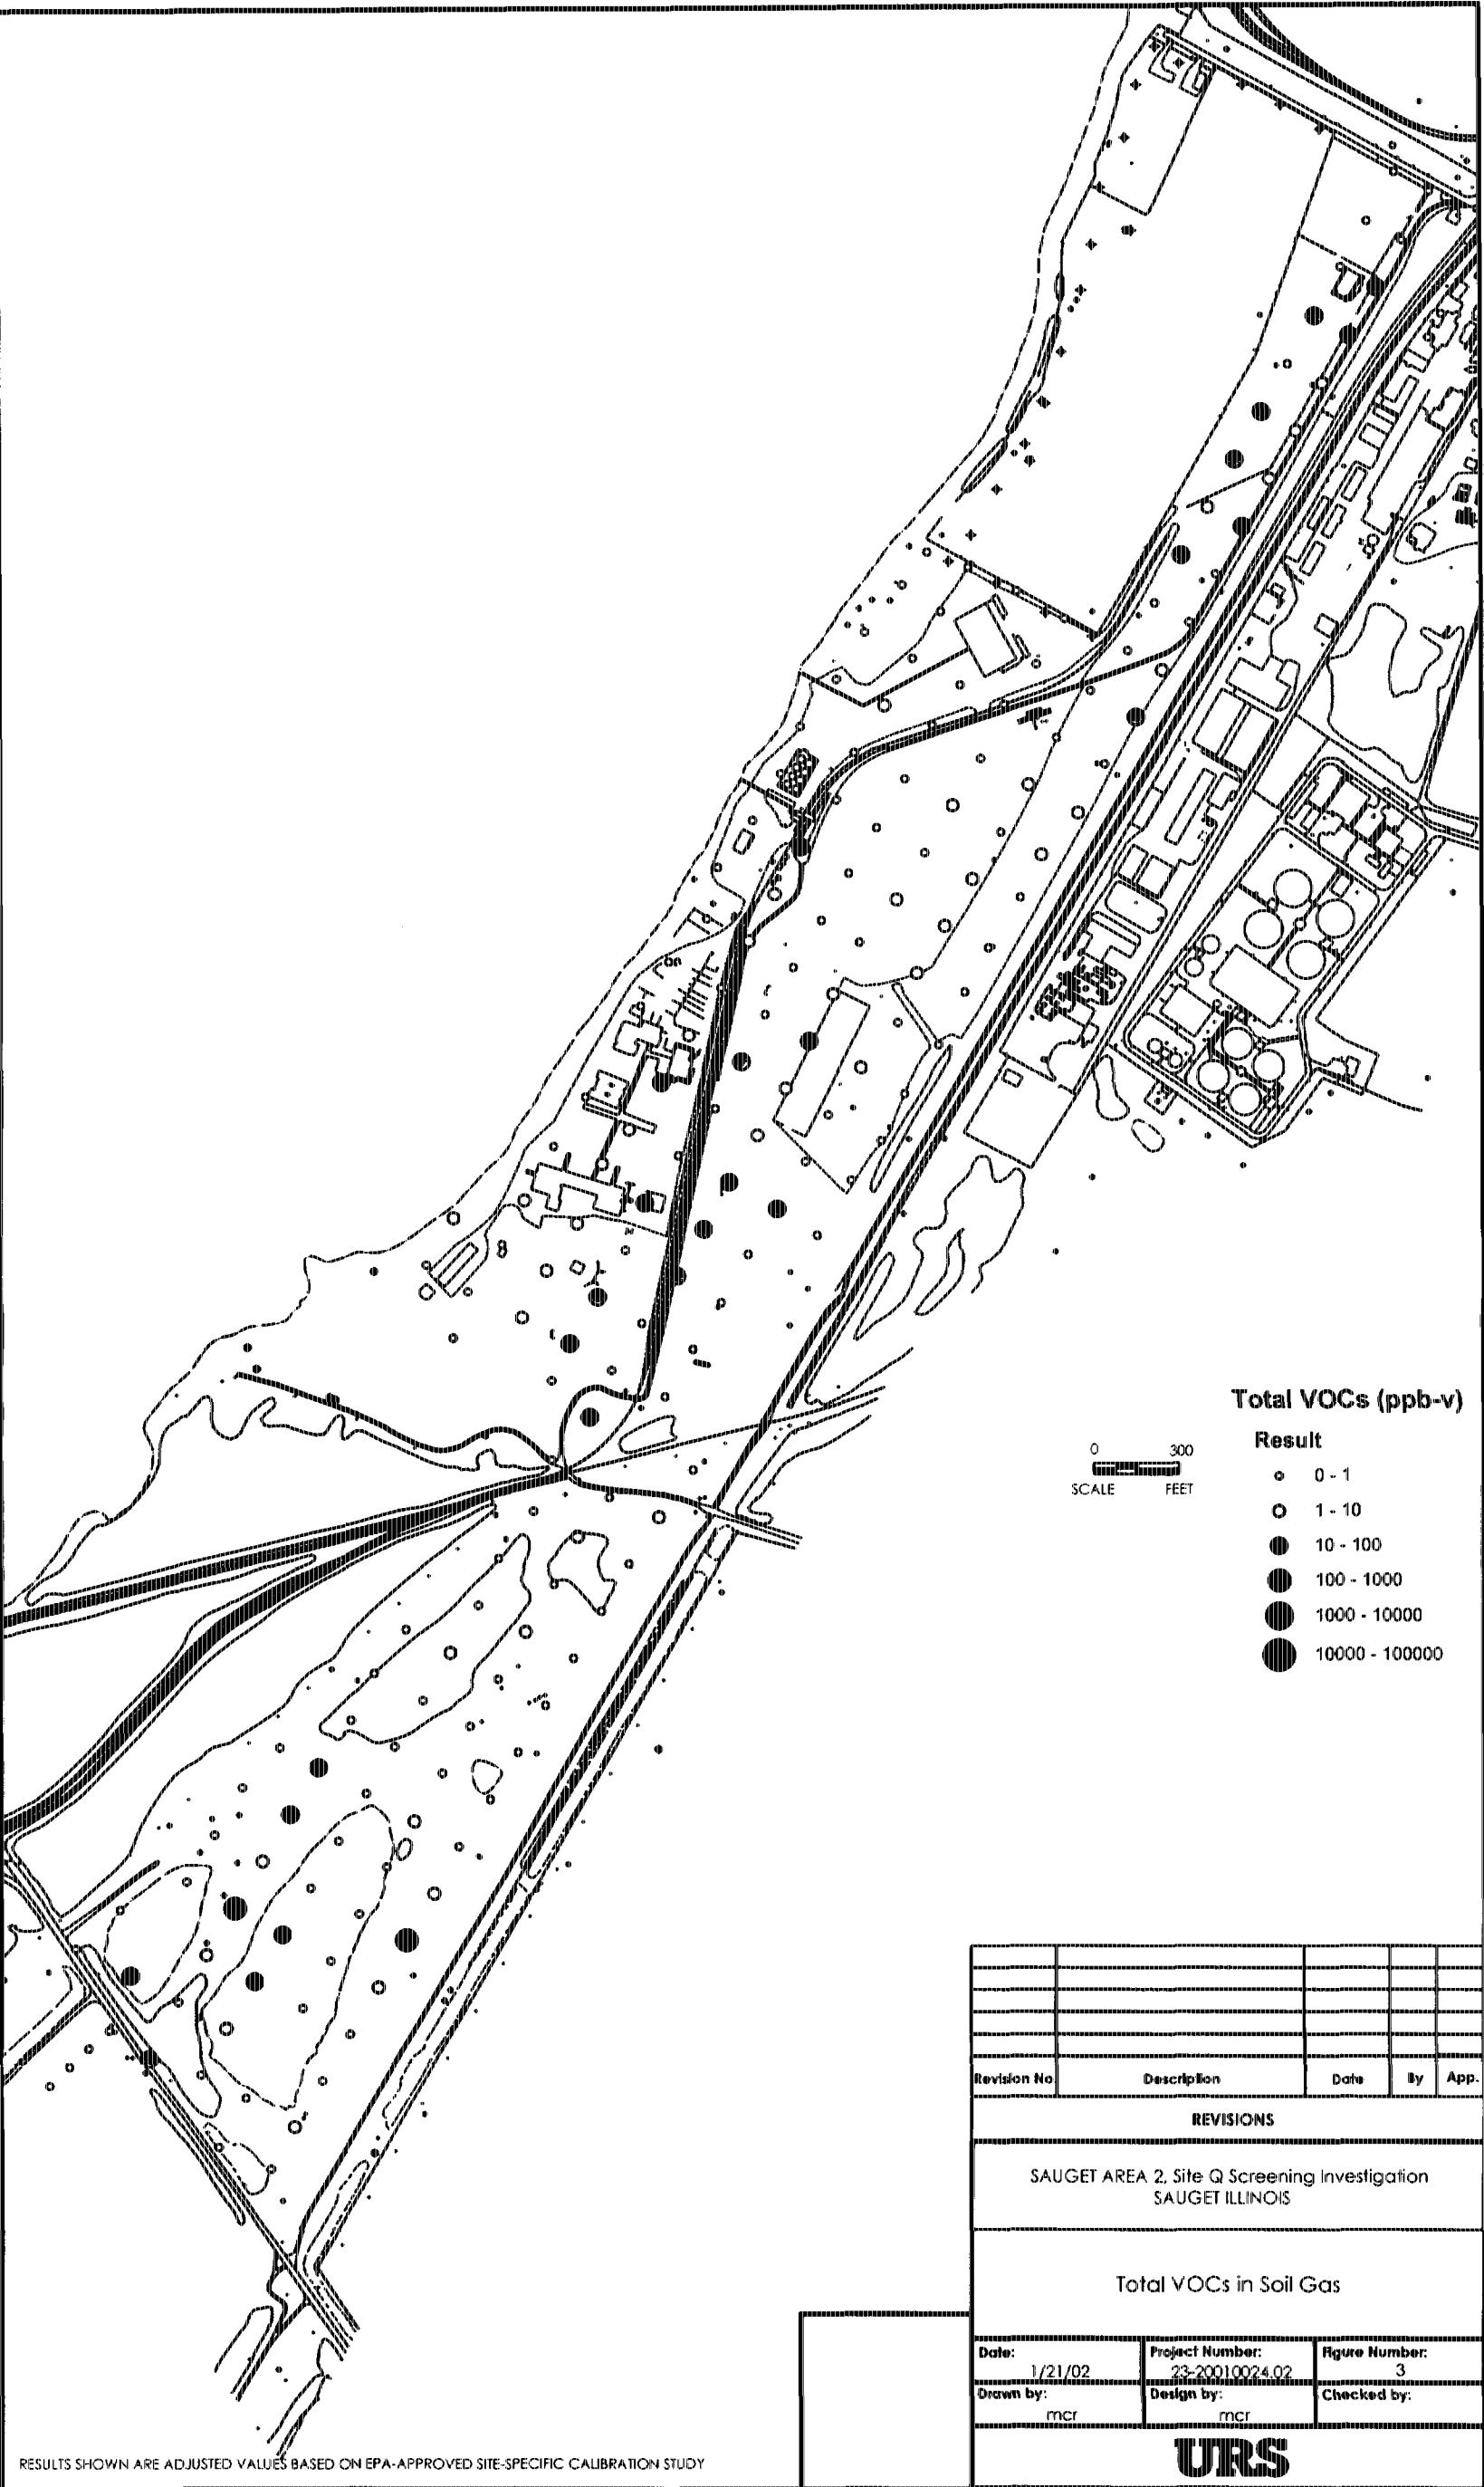 Total VOCs (ppb-v)
Result
0 - 1
1 - 10
10 - 100
100 - 1000
1000 - 10000
10000 - 100000
0 300
SCALE FEET
Revision No Description Date By App.
REVISIONS
SAUGET AREA 2, Site Q Screening Investigation
SAUGET ILLINOIS
Total VOCs in Soil Gas
Date: Project Number: Figure Number:
1/21/02 23-20010024.02 3
Drawn by: Design by: Checked by:
mcr mcr
URS
RESULTS SHOWN ARE ADJUSTED VALUES BASED ON EPA-APPROVED SITE-SPECIFIC CALIBRATION STUDY